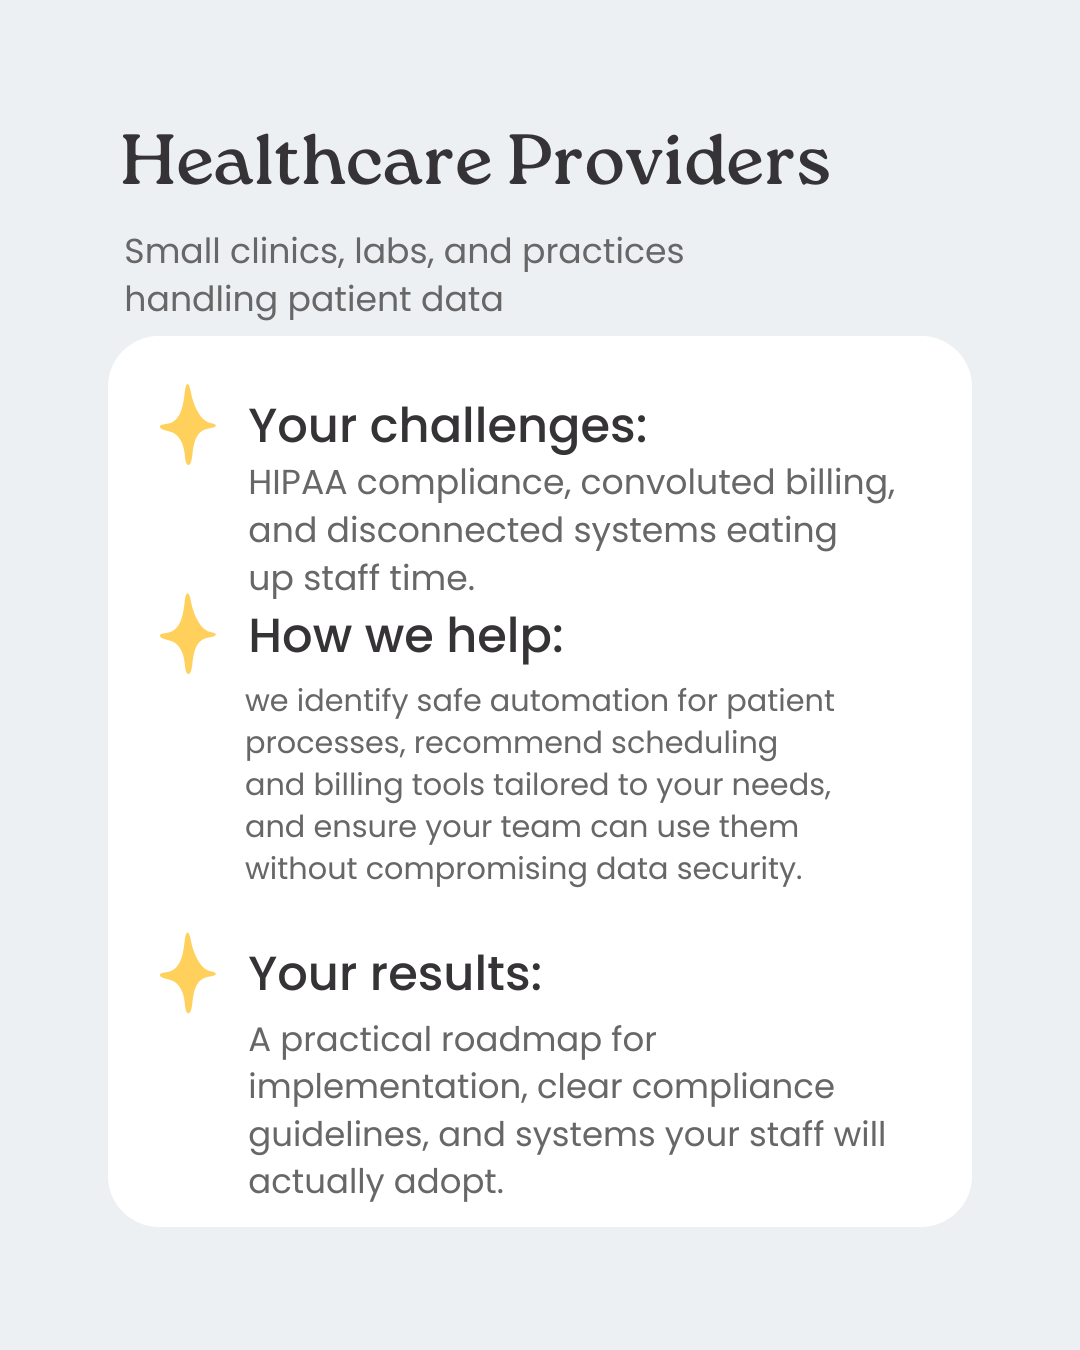 Healthcare Providers
Small clinics, labs, and practices
handling patient data
Your challenges:
HIPAA compliance, convoluted billing,
and disconnected systems eating
up staff time.
How we help:
we identify safe automation for patient
processes, recommend scheduling
and billing tools tailored to your needs,
and ensure your team can use them
without compromising data security.
Your results:
A practical roadmap for
implementation, clear compliance
guidelines, and systems your staff will
actually adopt.